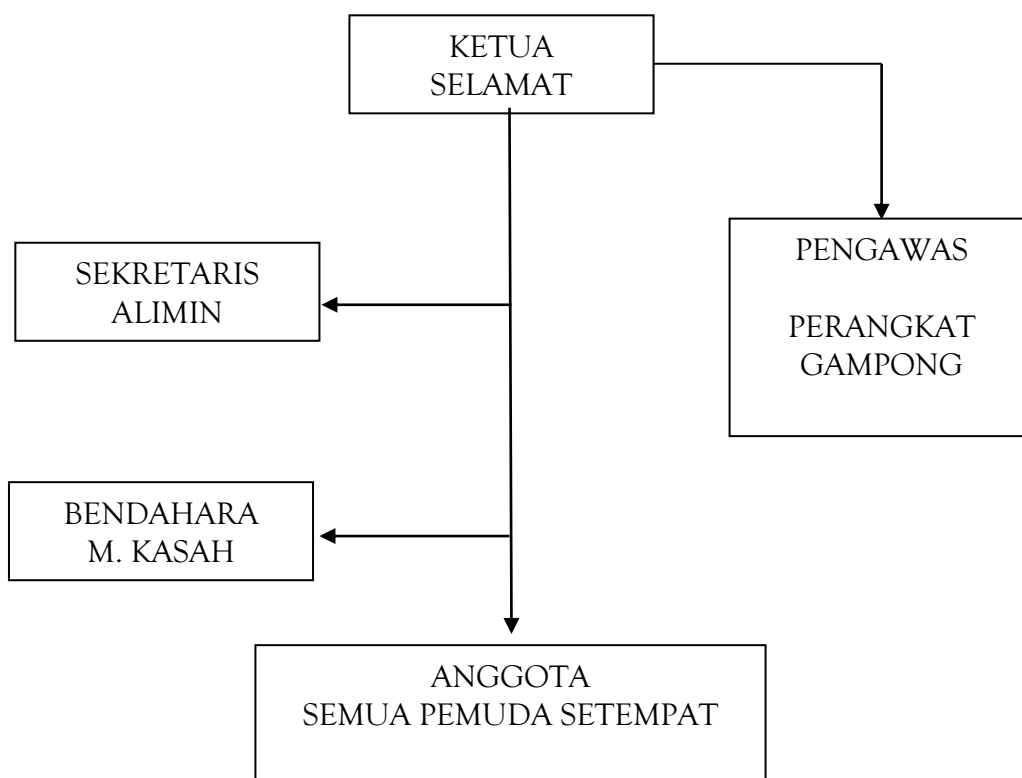 KETUA
SELAMAT
PENGAWAS
PERANGKAT
GAMPONG
SEKRETARIS
ALIMIN
BENDAHARA
M. KASAH
ANGGOTA
SEMUA PEMUDA SETEMPAT